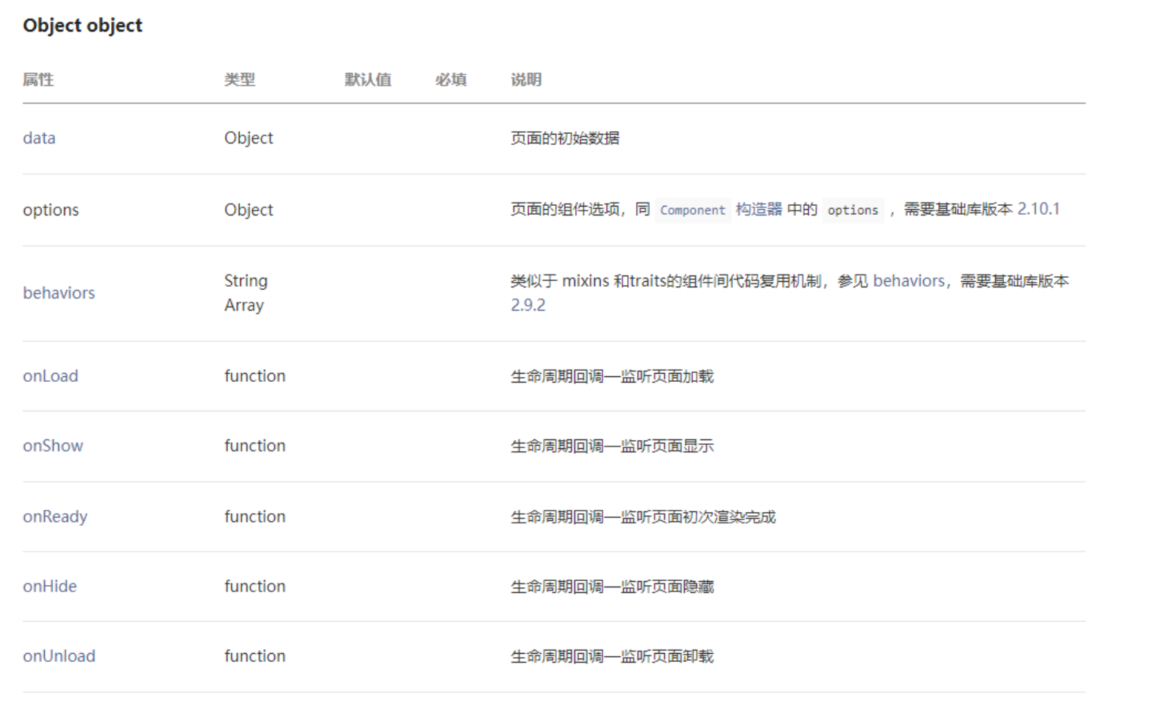 Object object
属性 类型 默认值 必填 说明
data Object 页面的初始数据
options Object 页面的组件选项，同 Component 构造器 中的 options ，需要基础库版本 2.10.1
behaviors String Array 类似于 mixins 和traits的组件间代码复用机制，参见 behaviors，需要基础库版本 2.9.2
onLoad function 生命周期回调—监听页面加载
onShow function 生命周期回调—监听页面显示
onReady function 生命周期回调—监听页面初次渲染完成
onHide function 生命周期回调—监听页面隐藏
onUnload function 生命周期回调—监听页面卸载